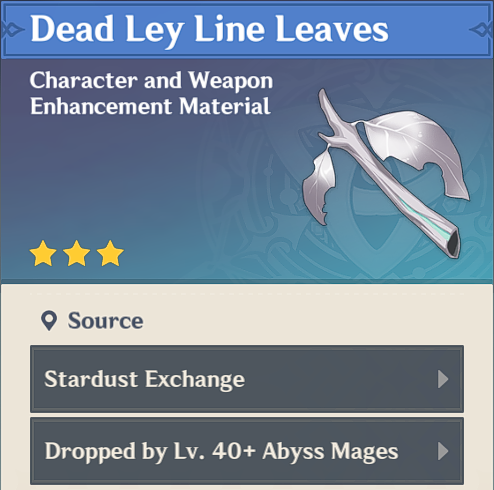 Dead Ley Line Leaves
Character and Weapon
Enhancement Material
Source
Stardust Exchange
Dropped by Lv. 40+ Abyss Mages